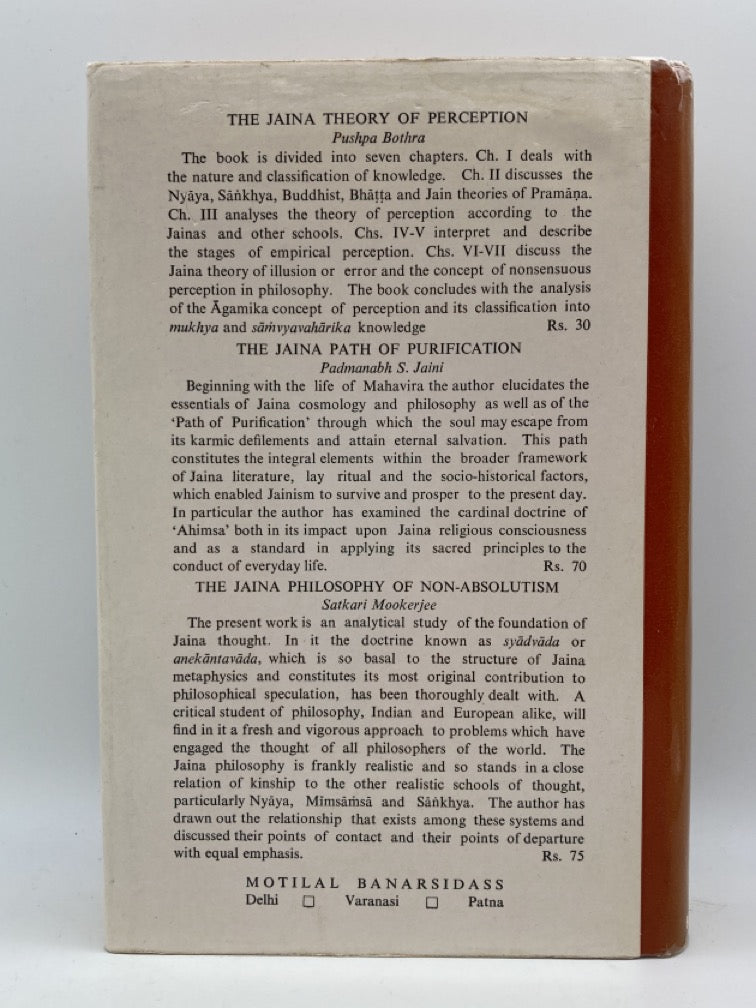 THE JAINA THEORY OF PERCEPTION
Pushpa Bothra
The book is divided into seven chapters. Ch. I deals with
the nature and classification of knowledge. Ch. II discusses the
Nyāya, Sāṅkhya, Buddhist, Bhāṭṭa and Jain theories of Pramāṇa.
Ch. III analyses the theory of perception according to the
Jainas and other schools. Chs. IV-V interpret and describe
the stages of empirical perception. Chs. VI-VII discuss the
Jaina theory of illusion or error and the concept of nonsensuous
perception in philosophy. The book concludes with the analysis
of the Āgamika concept of perception and its classification into
mukhya and sāṁvyavahārika knowledge Rs. 30
THE JAINA PATH OF PURIFICATION
Padmanabh S. Jaini
Beginning with the life of Mahavira the author elucidates the
essentials of Jaina cosmology and philosophy as well as of the
‘Path of Purification’ through which the soul may escape from
its karmic defilements and attain eternal salvation. This path
constitutes the integral elements within the broader framework
of Jaina literature, lay ritual and the socio-historical factors,
which enabled Jainism to survive and prosper to the present day.
In particular the author has examined the cardinal doctrine of
‘Ahimsa’ both in its impact upon Jaina religious consciousness
and as a standard in applying its sacred principles to the
conduct of everyday life. Rs. 70
THE JAINA PHILOSOPHY OF NON-ABSOLUTISM
Satkari Mookerjee
The present work is an analytical study of the foundation of
Jaina thought. In it the doctrine known as syādvāda or
anekāntavāda, which is so basal to the structure of Jaina
metaphysics and constitutes its most original contribution to
philosophical speculation, has been thoroughly dealt with. A
critical student of philosophy, Indian and European alike, will
find in it a fresh and vigorous approach to problems which have
engaged the thought of all philosophers of the world. The
Jaina philosophy is frankly realistic and so stands in a close
relation of kinship to the other realistic schools of thought,
particularly Nyāya, Mīmsāṁsā and Sāṅkhya. The author has
drawn out the relationship that exists among these systems and
discussed their points of contact and their points of departure
with equal emphasis. Rs. 75
MOTILAL BANARSIDASS
Delhi □ Varanasi □ Patna